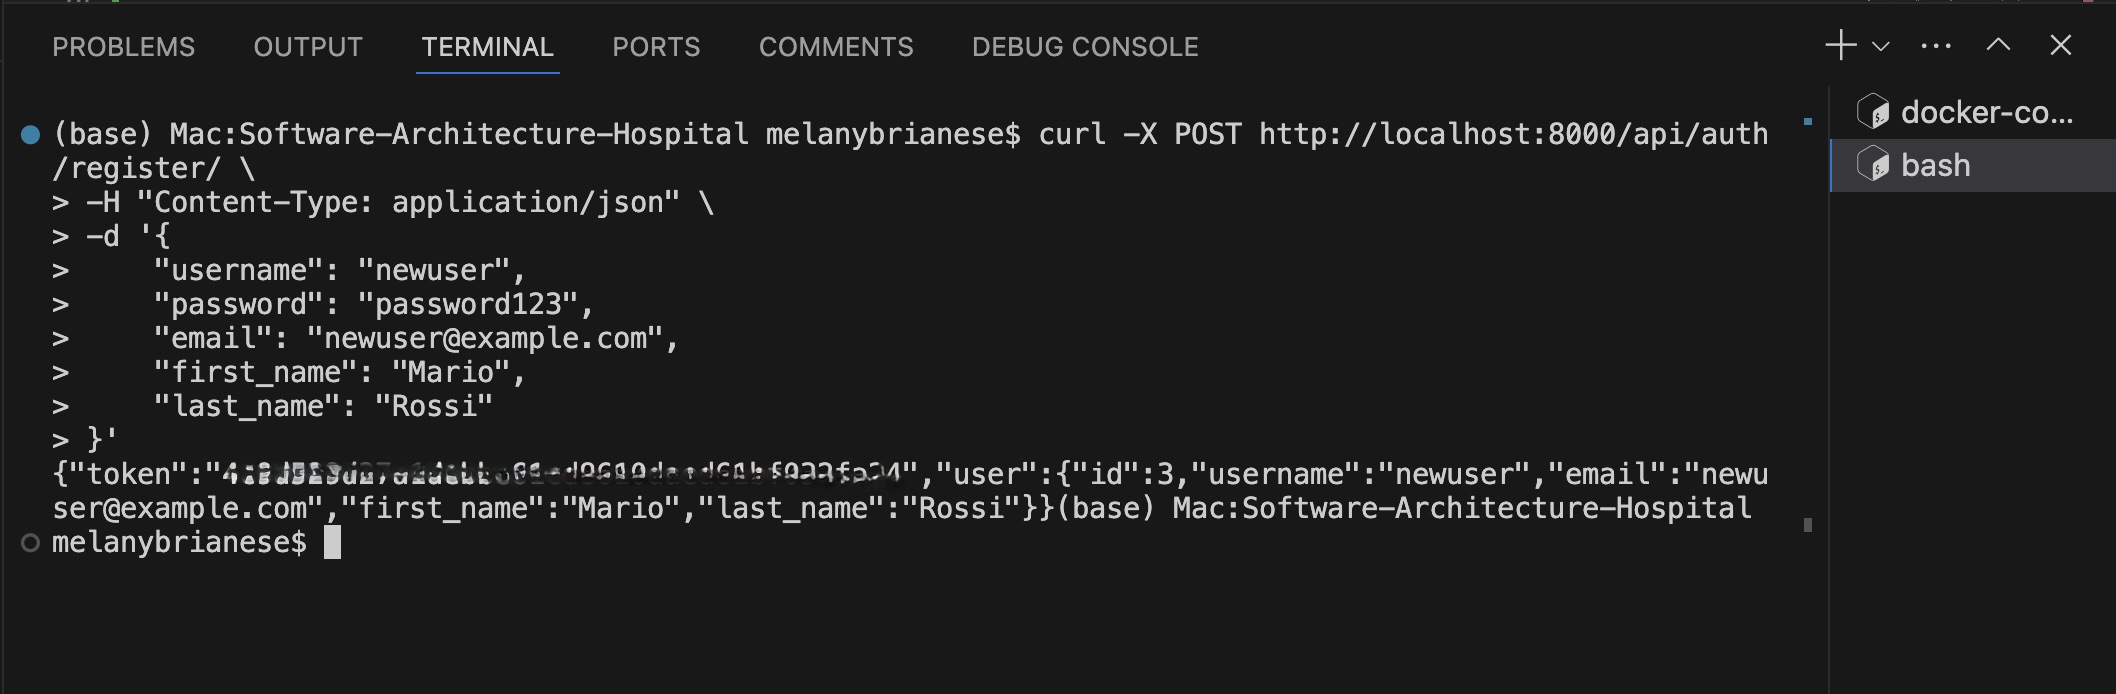 PROBLEMS OUTPUT TERMINAL PORTS COMMENTS DEBUG CONSOLE
docker-co...
bash
(base) Mac:Software-Architecture-Hospital melanybrianese$ curl -X POST http://localhost:8000/api/auth
/register/ \
> -H "Content-Type: application/json" \
> -d '{
>     "username": "newuser",
>     "password": "password123",
>     "email": "newuser@example.com",
>     "first_name": "Mario",
>     "last_name": "Rossi"
> }'
{"token":"","user":{"id":3,"username":"newuser","email":"newu
ser@example.com","first_name":"Mario","last_name":"Rossi"}}(base) Mac:Software-Architecture-Hospital
melanybrianese$